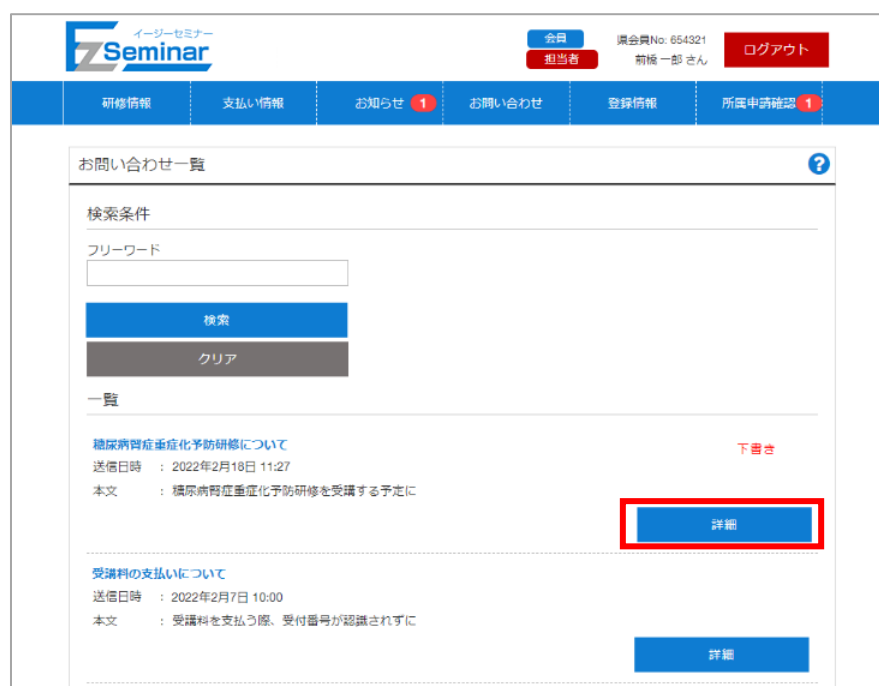 イージーセミナー
EZSeminar
会員
担当者
県会員No: 654321
前橋 一郎 さん
ログアウト
研修情報
支払い情報
お知らせ 1
お問い合わせ
登録情報
所属申請確認 1
お問い合わせ一覧
?
検索条件
フリーワード
検索
クリア
一覧
糖尿病腎症重症化予防研修について
下書き
送信日時 : 2022年2月18日 11:27
本文 : 糖尿病腎症重症化予防研修を受講する予定に
詳細
受講料の支払いについて
送信日時 : 2022年2月7日 10:00
本文 : 受講料を支払う際、受付番号が認識されずに
詳細